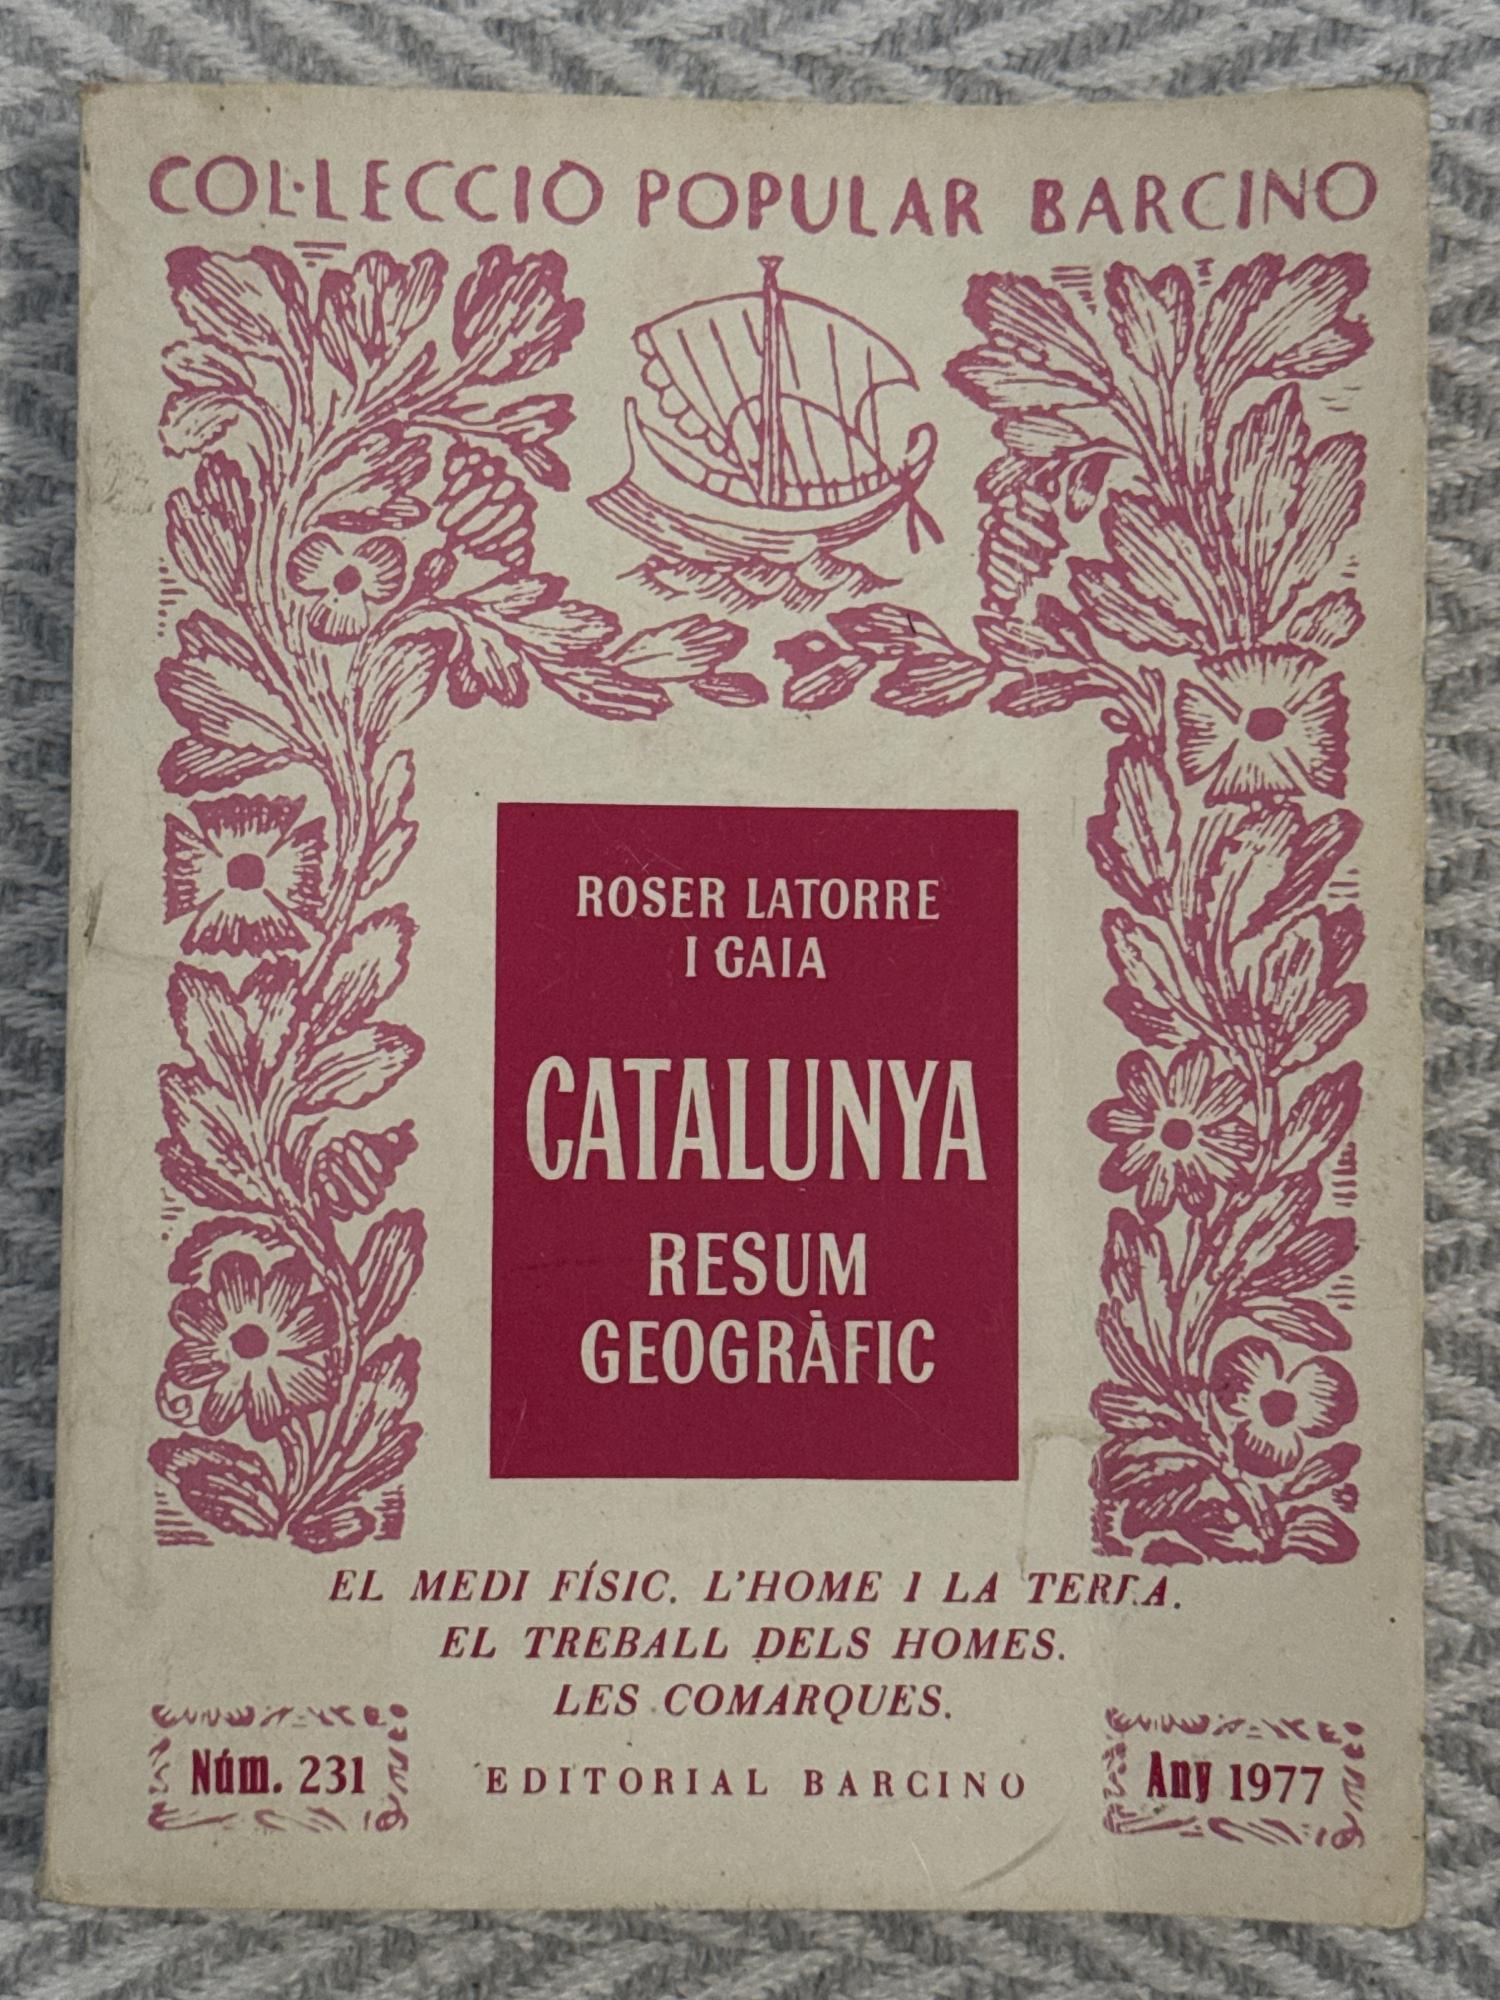 COL·LECCIÓ POPULAR BARCINO
ROSER LATORRE
I GAIA
CATALUNYA
RESUM
GEOGRÀFIC
EL MEDI FÍSIC. L'HOME I LA TERRA.
EL TREBALL DELS HOMES.
LES COMARQUES.
Núm. 231
EDITORIAL BARCINO
Any 1977